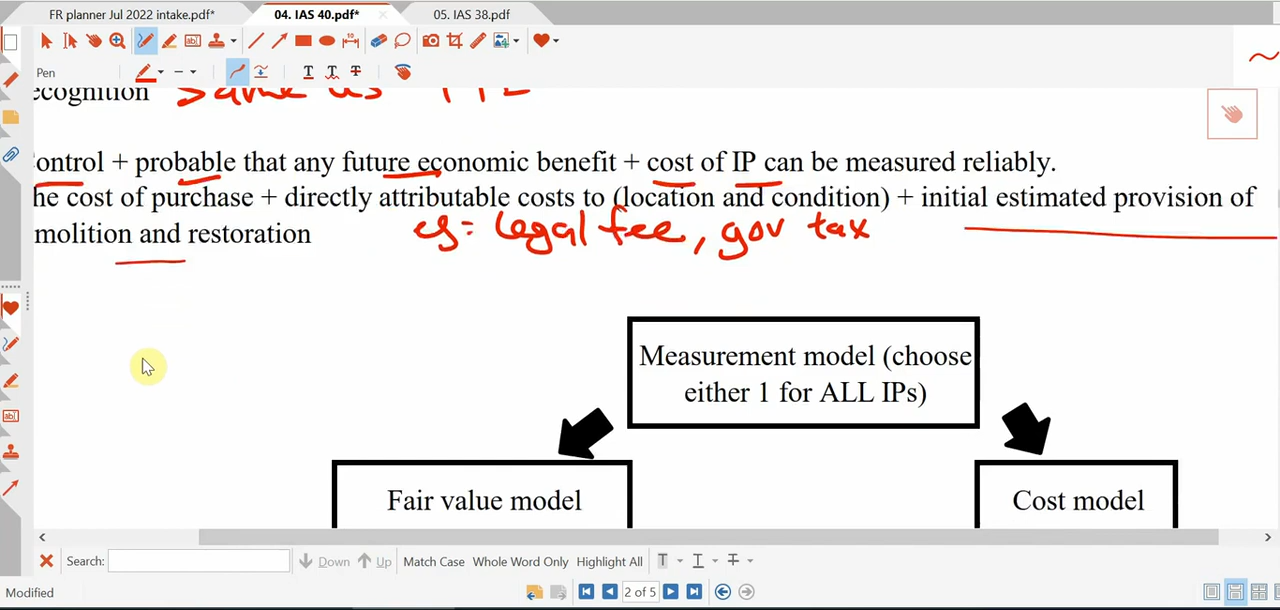 FR planner Jul 2022 intake.pdf* 04. IAS 40.pdf* 05. IAS 38.pdf
Pen
ecognition same as PPE
ontrol + probable that any future economic benefit + cost of IP can be measured reliably.
he cost of purchase + directly attributable costs to (location and condition) + initial estimated provision of
molition and restoration
eg: legal fee, gov tax
Measurement model (choose
either 1 for ALL IPs)
Fair value model Cost model
Search: Down Up Match Case Whole Word Only Highlight All
Modified 2 of 5